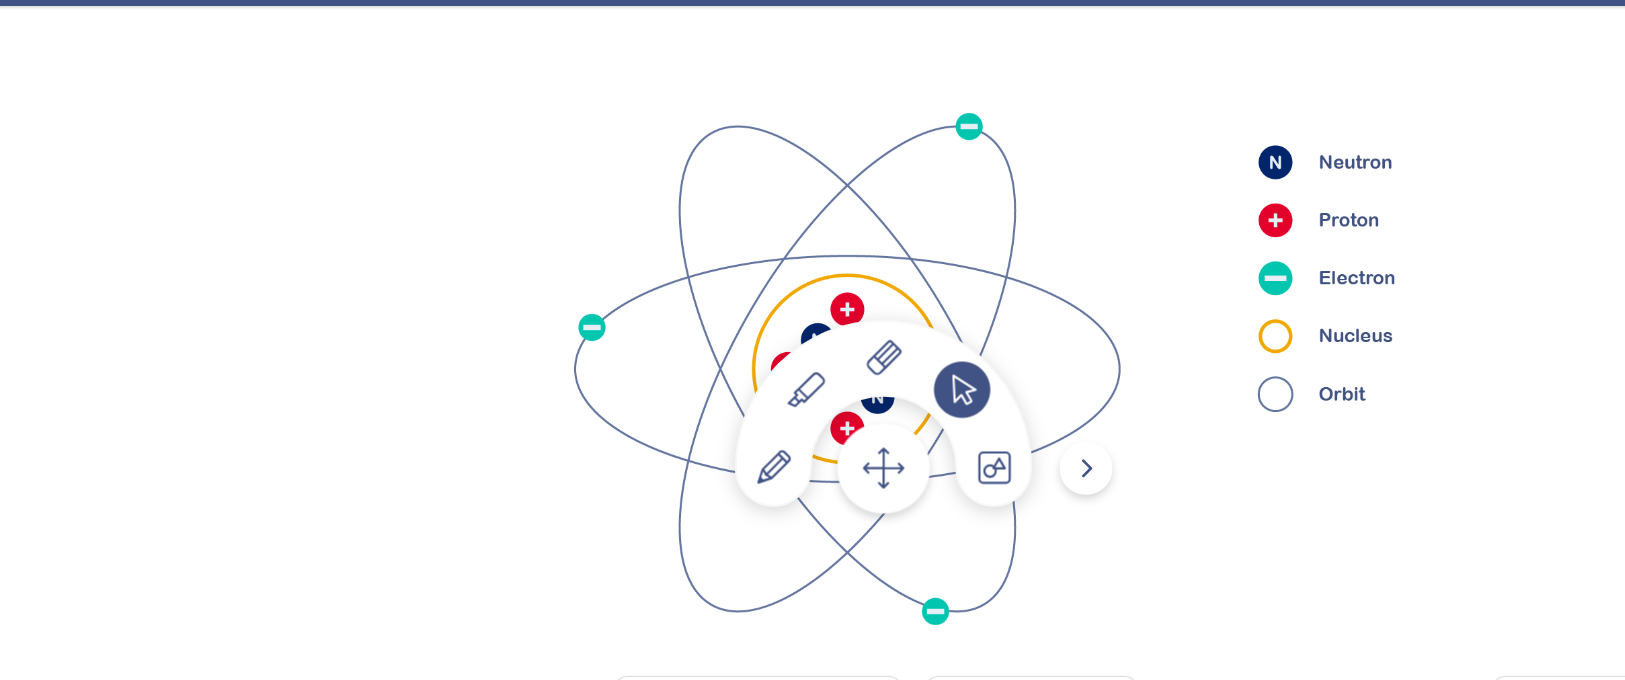 N Neutron
+ Proton
Electron
Nucleus
Orbit
+
+
N